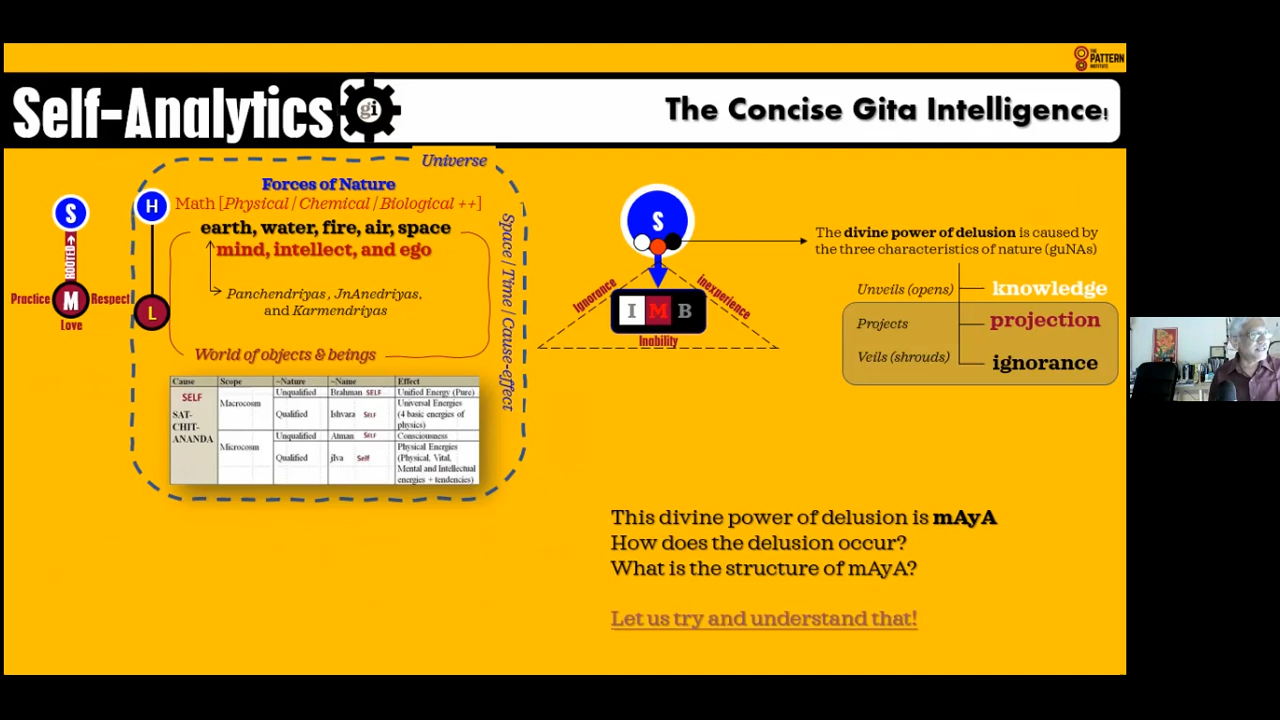 THE
PATTERN
INSTITUTE
Self-Analytics
gi
The Concise Gita Intelligence!
Universe
Forces of Nature
Math [Physical / Chemical / Biological ++]
earth, water, fire, air, space
mind, intellect, and ego
Panchendriyas, JnAnedriyas,
and Karmendriyas
World of objects & beings
Space / Time / Cause-effect
S
ROOTED
Practice M Respect
Love
H
L
Cause Scope ~Nature ~Name Effect
SELF
SAT-
CHIT-
ANANDA
Macrocosm
Unqualified Brahman SELF Unified Energy (Pure)
Qualified Ishvara SELF Universal Energies
(4 basic energies of
physics)
Microcosm
Unqualified Atman SELF Consciousness
Qualified jIva Self Physical Energies
(Physical, Vital,
Mental and Intellectual
energies + tendencies)
S
Ignorance
inexperience
I M B
Inability
The divine power of delusion is caused by
the three characteristics of nature (guNAs)
Unveils (opens) knowledge
Projects projection
Veils (shrouds) ignorance
This divine power of delusion is mAyA
How does the delusion occur?
What is the structure of mAyA?
Let us try and understand that!